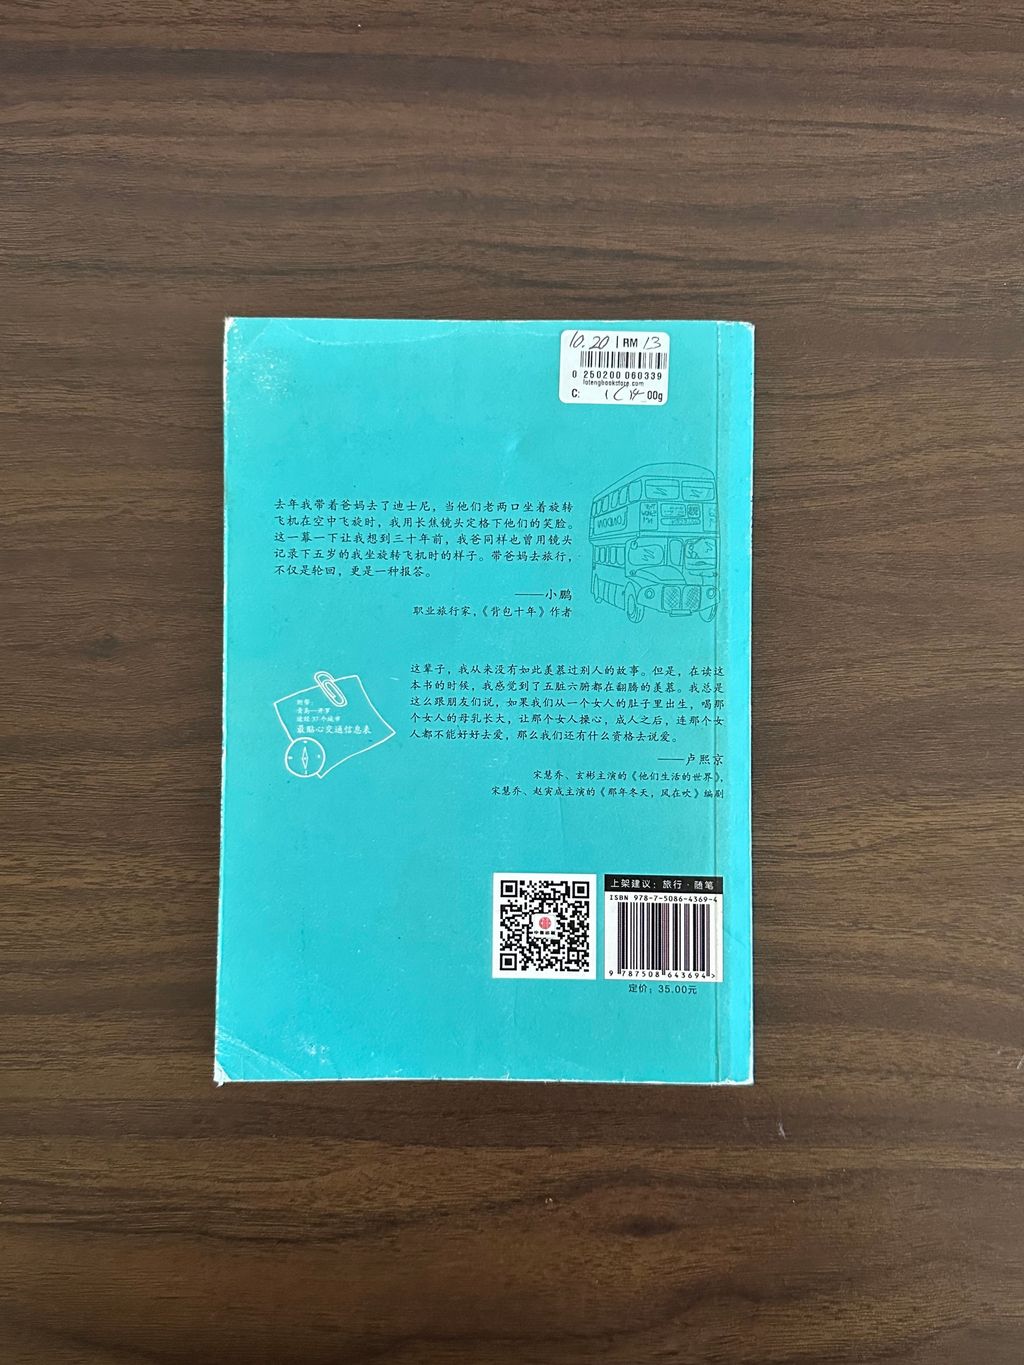 10.20 | RM 13
0 250200 060339
lotengbookstore.com
C:
00g
LONDON
去年我带着爸妈去了迪士尼，当他们老两口坐着旋转
飞机在空中飞旋时，我用长焦镜头定格下他们的笑脸。
这一幕一下让我想到三十年前，我爸同样也曾用镜头
记录下五岁的我坐旋转飞机时的样子。带爸妈去旅行，
不仅是轮回，更是一种报答。
——小鹏
职业旅行家，《背包十年》作者
这辈子，我从来没有如此羡慕过别人的故事。但是，在读这
本书的时候，我感觉到了五脏六腑都在翻腾的羡慕。我总是
这么跟朋友们说，如果我们从一个女人的肚子里出生，喝那
个女人的母乳长大，让那个女人操心，成人之后，连那个女
人都不能好好去爱，那么我们还有什么资格去说爱。
——卢熙京
宋慧乔、玄彬主演的《他们生活的世界》，
宋慧乔、赵寅成主演的《那年冬天，风在吹》编剧
附赠：
青岛—开罗
途经37个城市
最贴心交通信息表
上架建议：旅行·随笔
ISBN 978-7-5086-4369-4
9 787508 643694 >
定价：35.00元